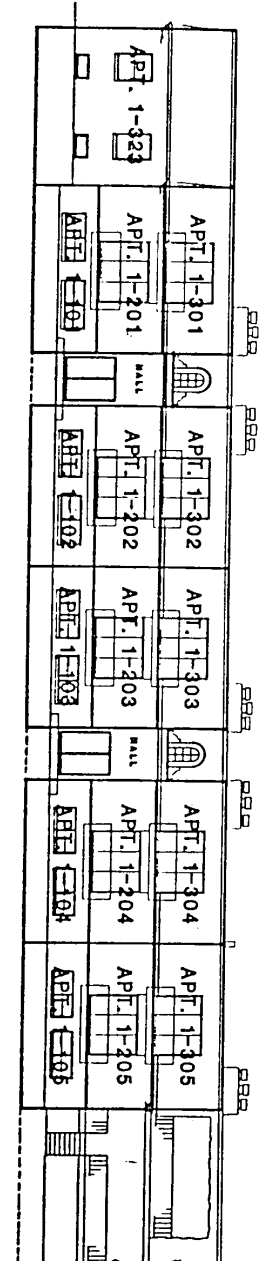 APT. 1-323
APT. 1-301
APT. 1-201
APT. 1-101
HALL
APT. 1-302
APT. 1-202
APT. 1-102
APT. 1-303
APT. 1-203
APT. 1-103
HALL
APT. 1-304
APT. 1-204
APT. 1-104
APT. 1-305
APT. 1-205
APT. 1-105